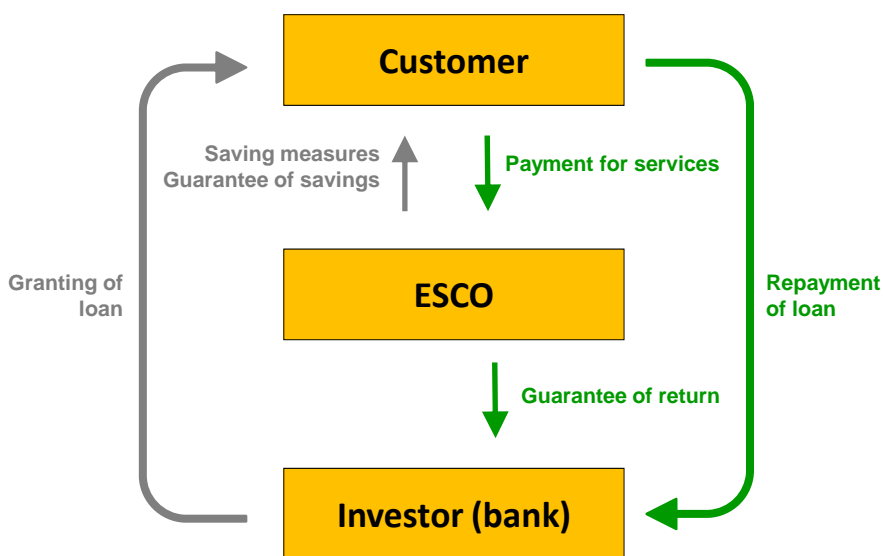 Customer
Saving measures
Guarantee of savings
Payment for services
Granting of
loan
ESCO
Repayment
of loan
Guarantee of return
Investor (bank)